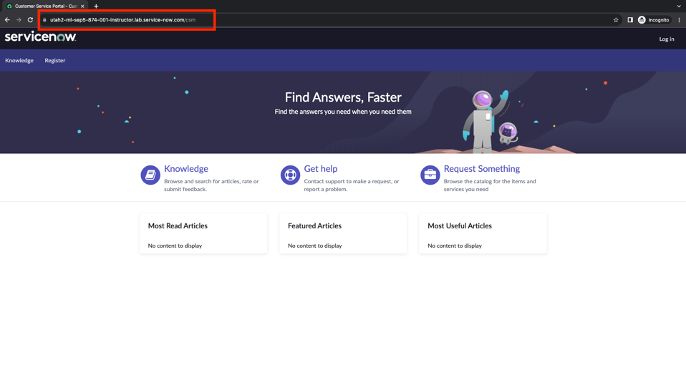 Customer Service Portal - Cus
utah2-ml-sep5-874-001-instructor.lab.service-now.com/csm
Incognito
servicenow
Log in
Knowledge
Register
Find Answers, Faster
Find the answers you need when you need them
Knowledge
Browse and search for articles, rate or
submit feedback.
Get help
Contact support to make a request, or
report a problem.
Request Something
Browse the catalog for the items and
services you need
Most Read Articles
No content to display
Featured Articles
No content to display
Most Useful Articles
No content to display